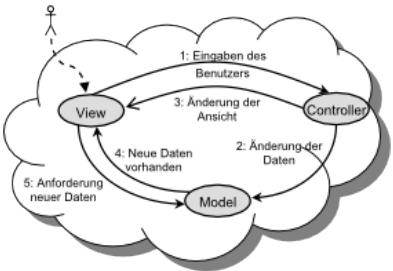 1: Eingaben des
Benutzers
3: Änderung der
Ansicht
View
Controller
2: Änderung der
Daten
4: Neue Daten
vorhanden
5: Anforderung
neuer Daten
Model